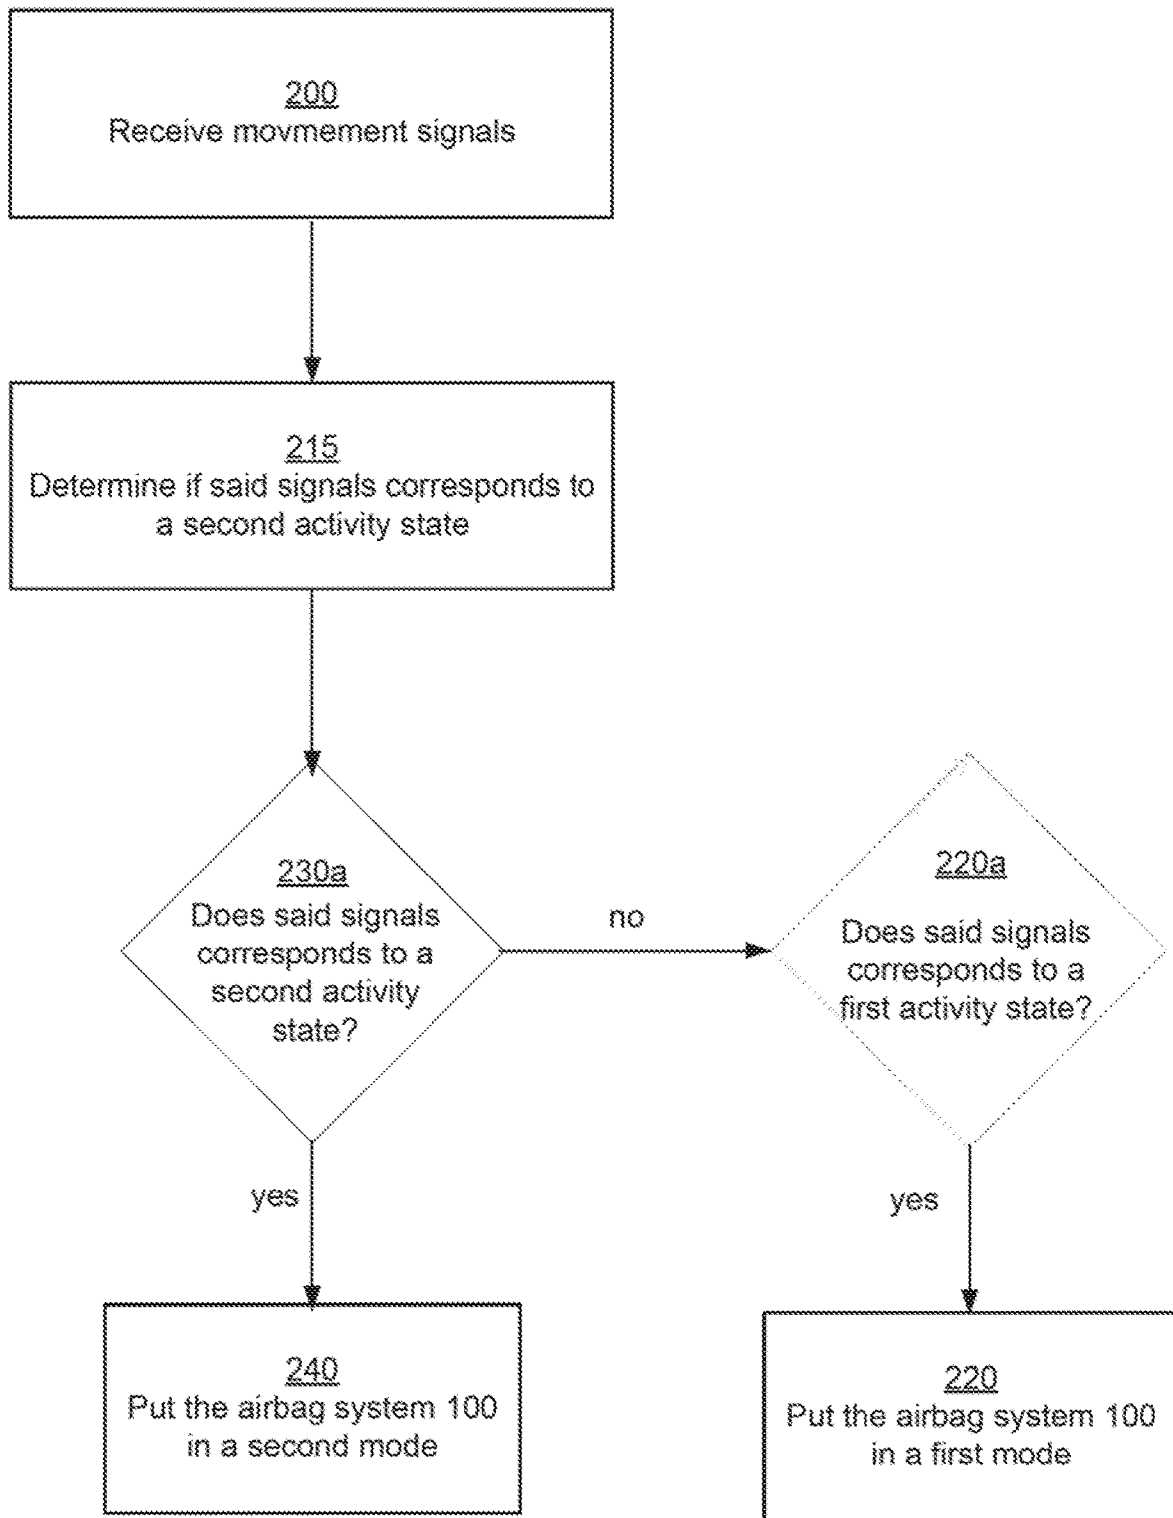 200
Receive movmement signals
215
Determine if said signals corresponds to
a second activity state
230a
Does said signals
corresponds to a
second activity
state?
no
220a
Does said signals
corresponds to a
first activity state?
yes
yes
240
Put the airbag system 100
in a second mode
220
Put the airbag system 100
in a first mode